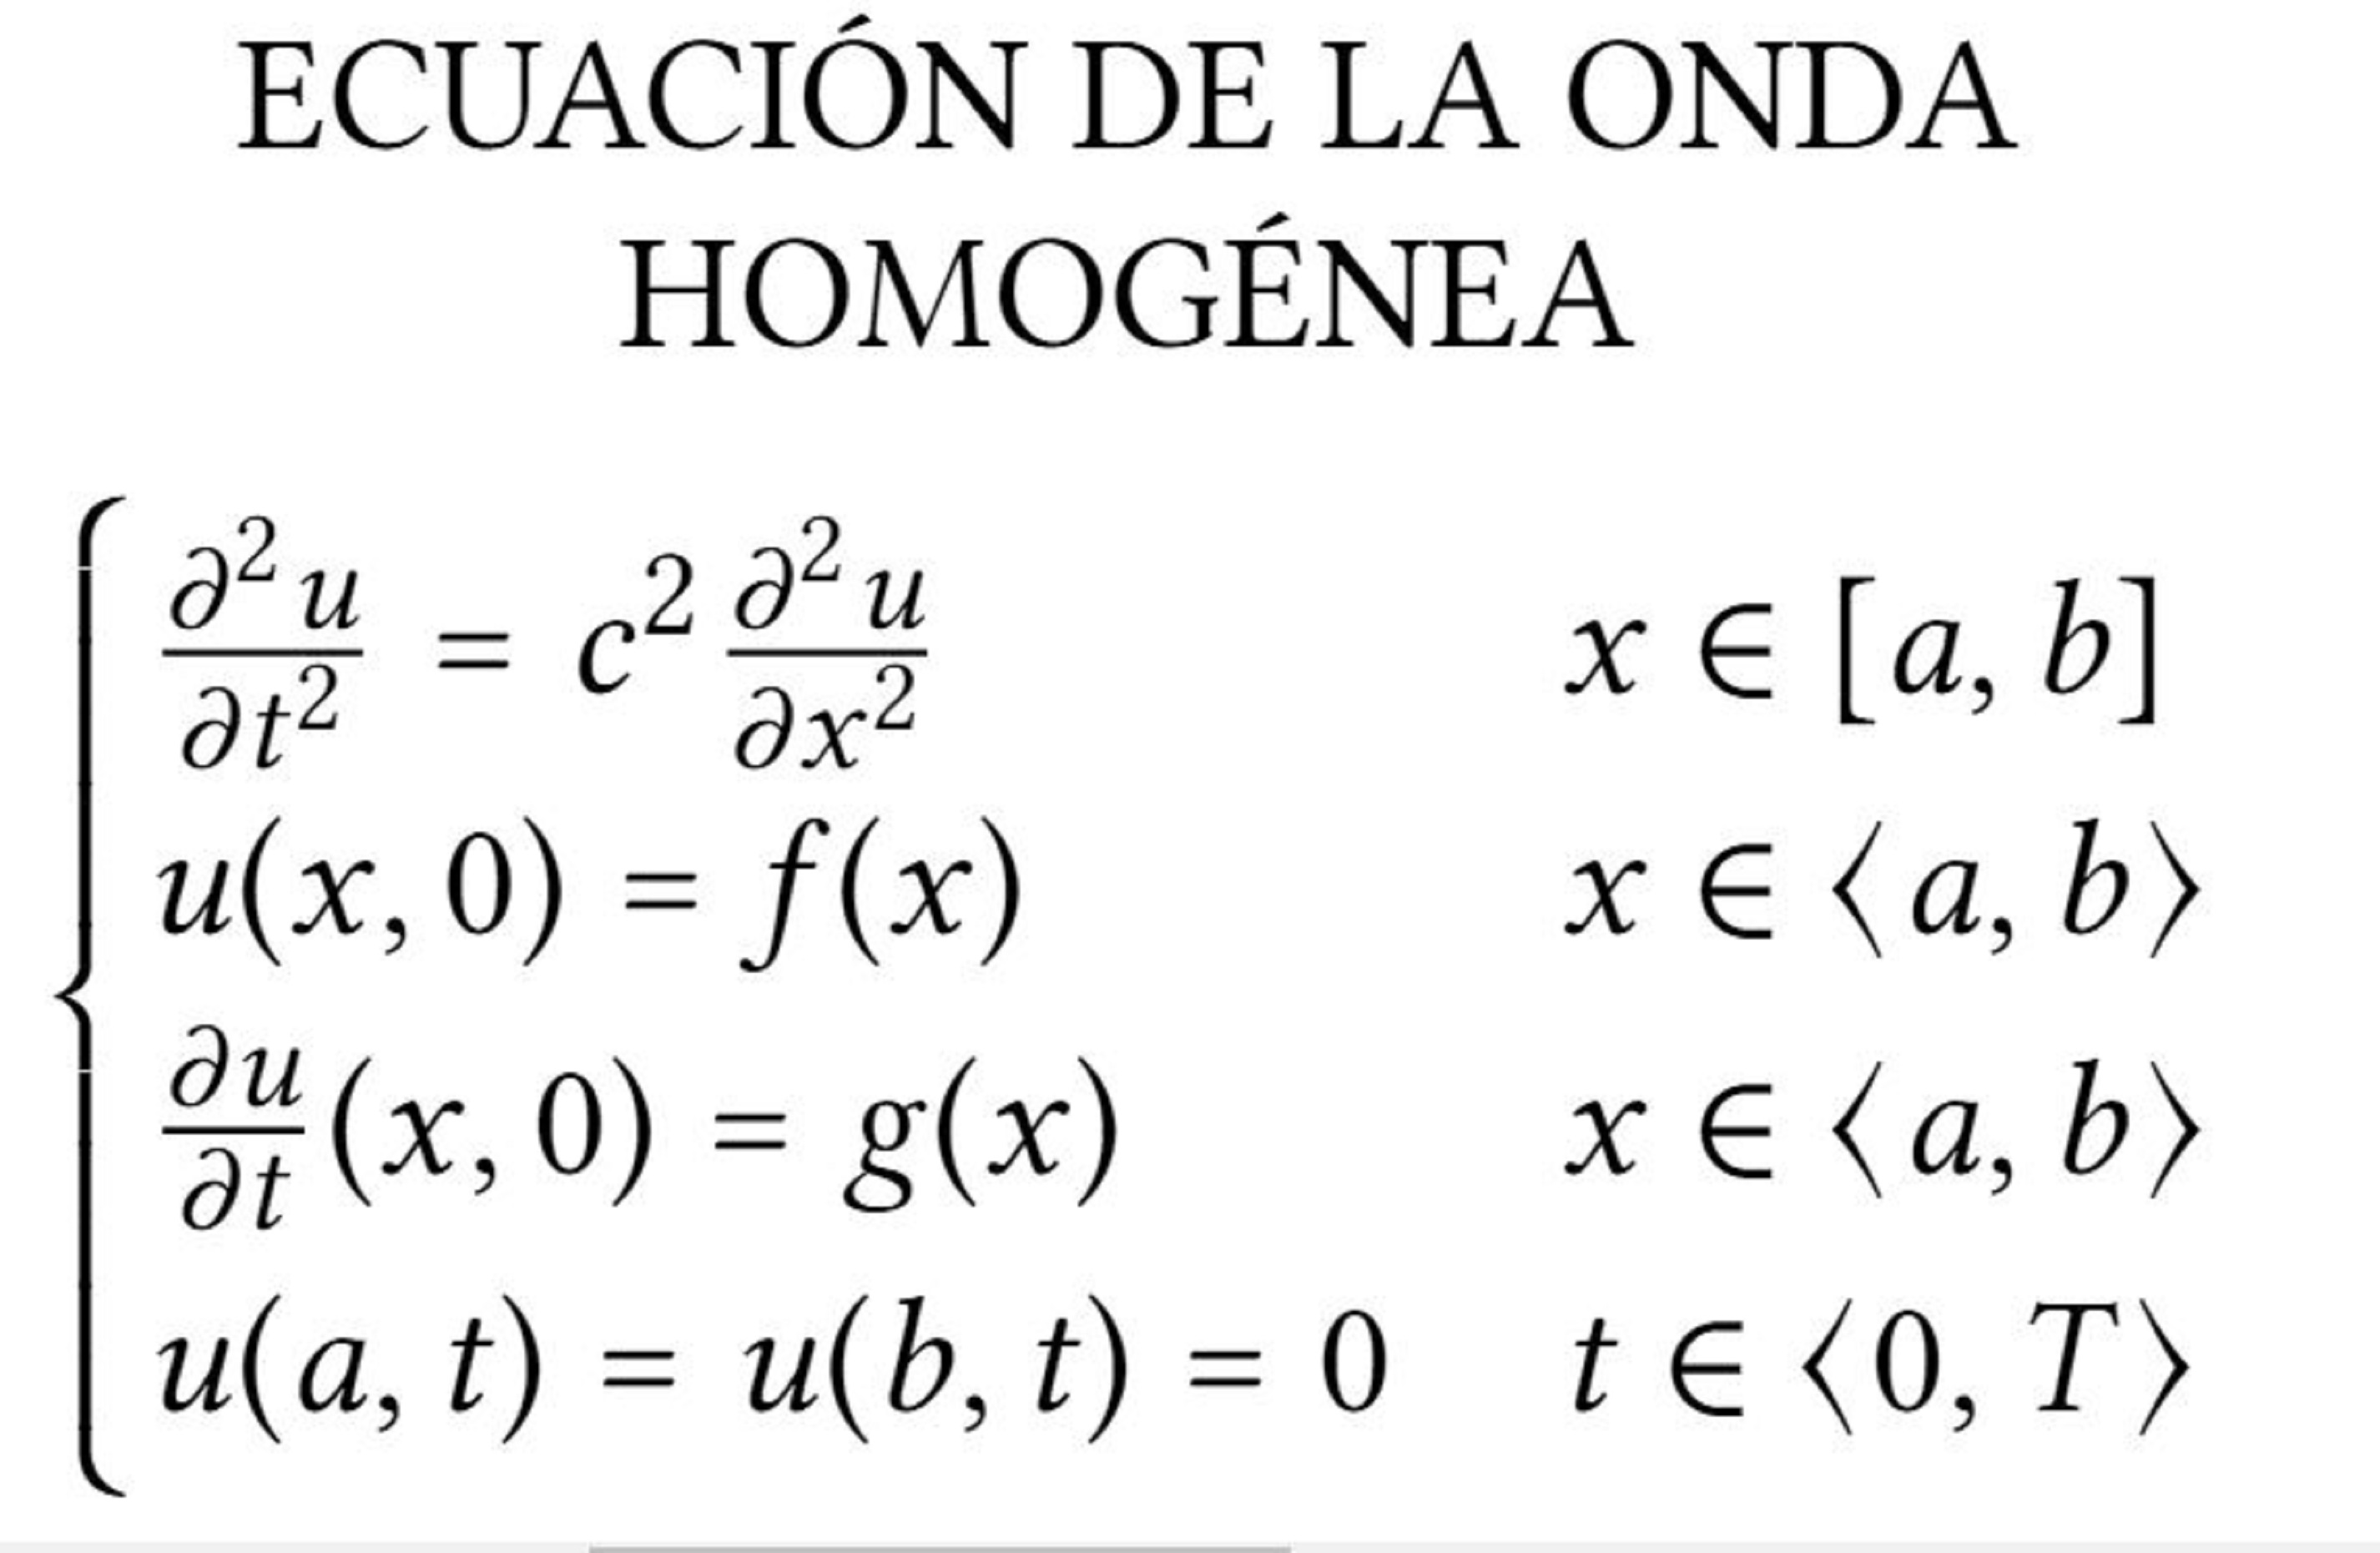 ECUACIÓN DE LA ONDA
HOMOGÉNEA
∂²u/∂t² = c² ∂²u/∂x² x ∈ [a, b]
u(x, 0) = f(x) x ∈ ⟨a, b⟩
∂u/∂t (x, 0) = g(x) x ∈ ⟨a, b⟩
u(a, t) = u(b, t) = 0 t ∈ ⟨0, T⟩